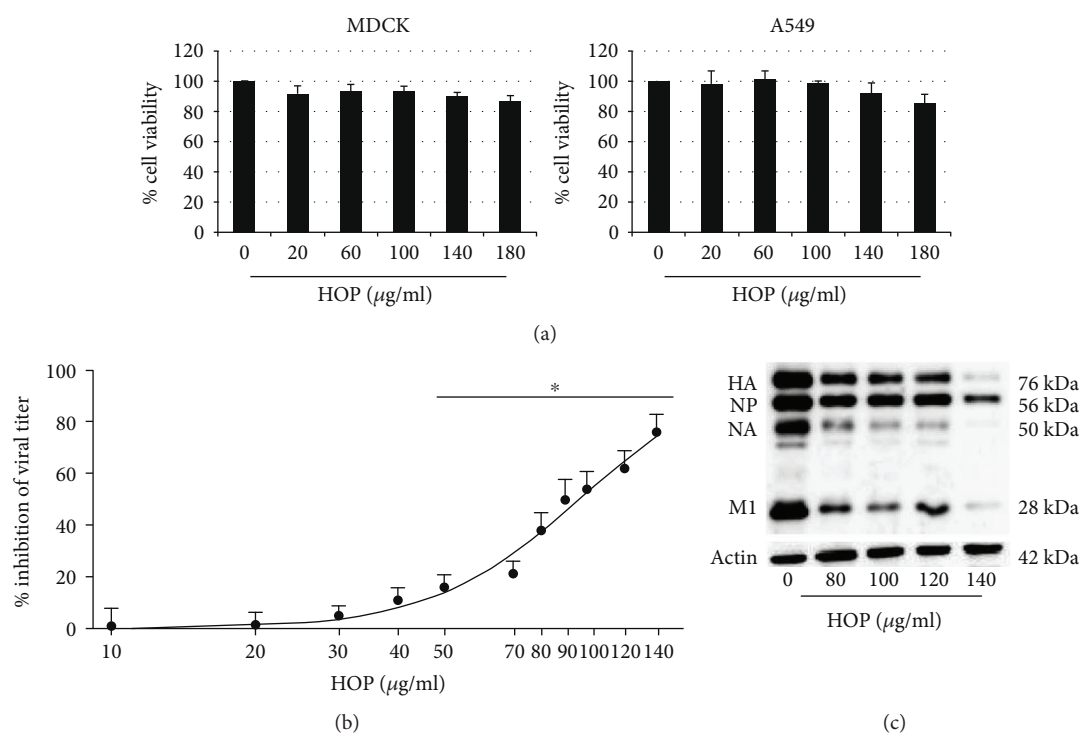 MDCK
% cell viability
120
100
80
60
40
20
0
0 20 60 100 140 180
HOP (μg/ml)
A549
% cell viability
120
100
80
60
40
20
0
0 20 60 100 140 180
HOP (μg/ml)
(a)
% inhibition of viral titer
100
80
60
40
20
0
*
10 20 30 40 50 70 80 90 100 120 140
HOP (μg/ml)
(b)
HA 76 kDa
NP 56 kDa
NA 50 kDa
M1 28 kDa
Actin 42 kDa
0 80 100 120 140
HOP (μg/ml)
(c)